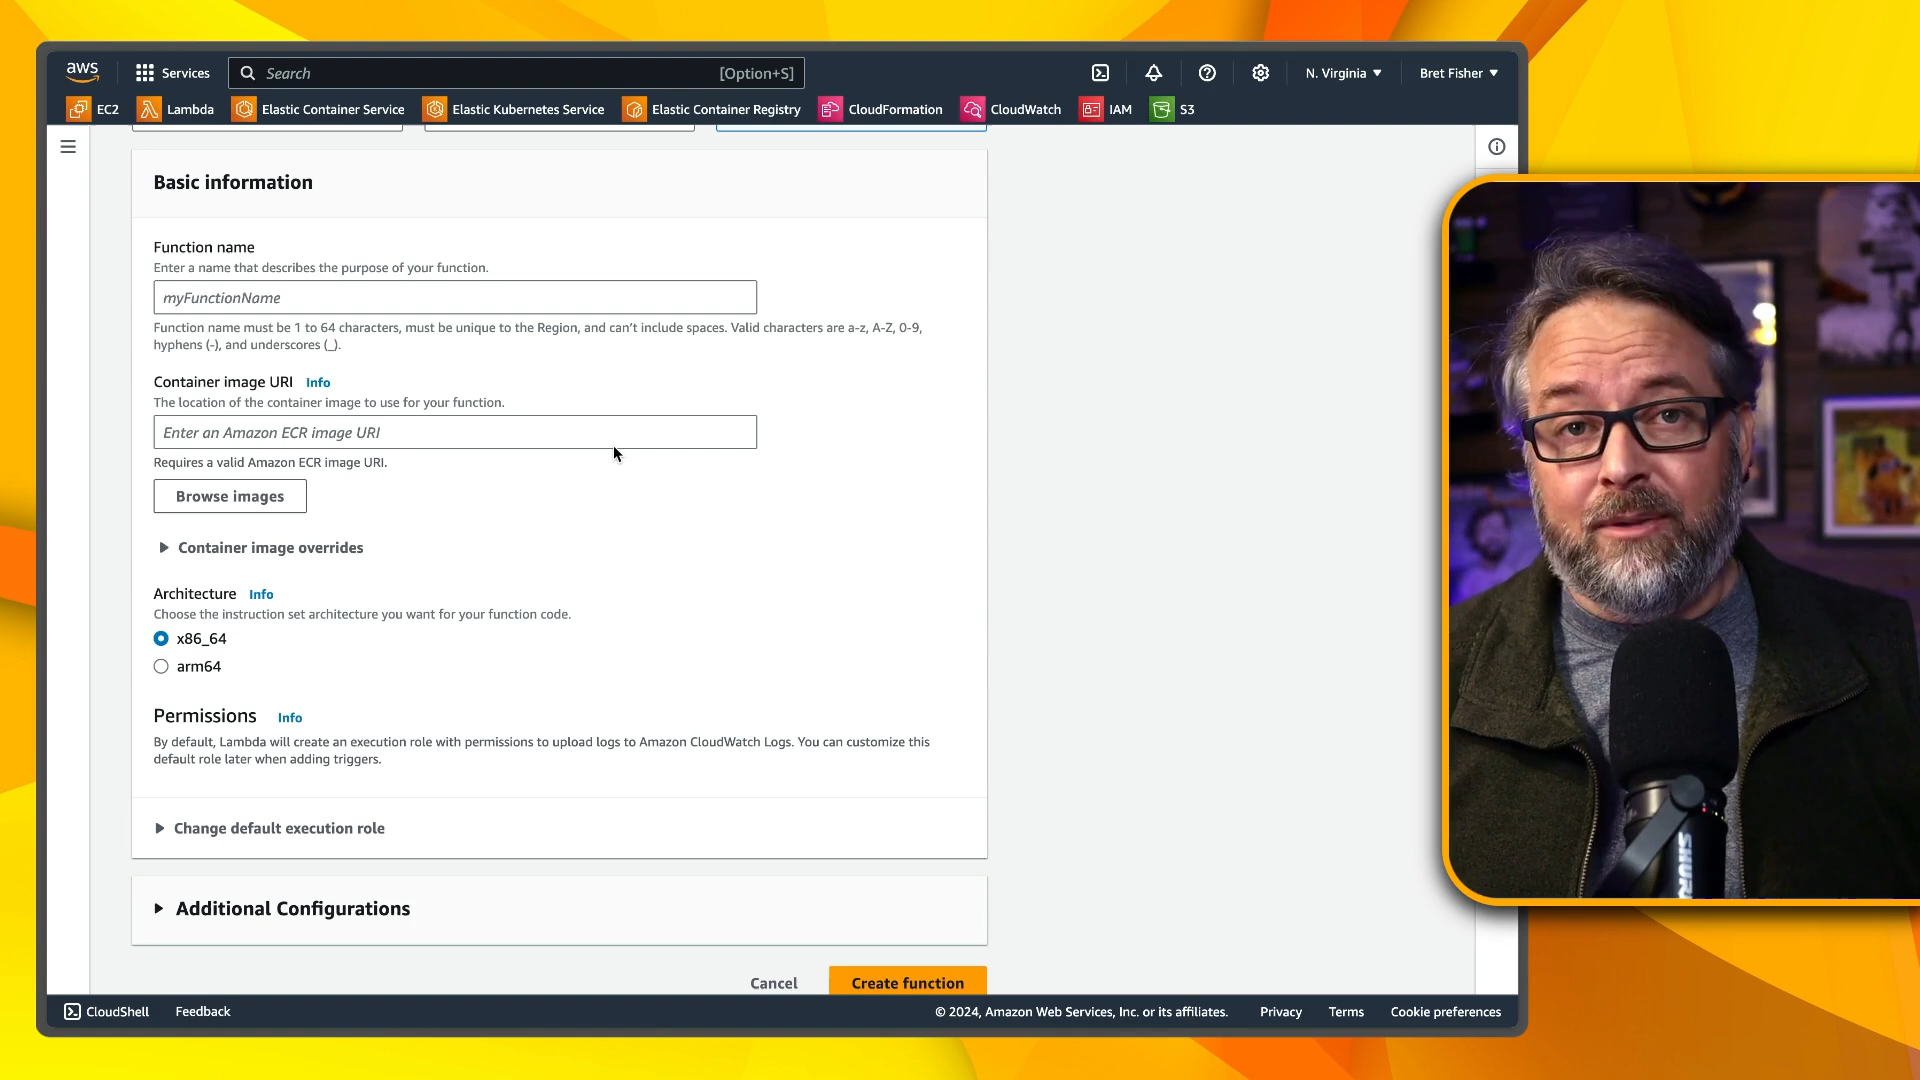 aws
Services
Search [Option+S]
N. Virginia
Bret Fisher
EC2
Lambda
Elastic Container Service
Elastic Kubernetes Service
Elastic Container Registry
CloudFormation
CloudWatch
IAM
S3
Basic information
Function name
Enter a name that describes the purpose of your function.
myFunctionName
Function name must be 1 to 64 characters, must be unique to the Region, and can't include spaces. Valid characters are a-z, A-Z, 0-9,
hyphens (-), and underscores (_).
Container image URI Info
The location of the container image to use for your function.
Enter an Amazon ECR image URI
Requires a valid Amazon ECR image URI.
Browse images
Container image overrides
Architecture Info
Choose the instruction set architecture you want for your function code.
x86_64
arm64
Permissions Info
By default, Lambda will create an execution role with permissions to upload logs to Amazon CloudWatch Logs. You can customize this
default role later when adding triggers.
Change default execution role
Additional Configurations
Cancel
Create function
CloudShell
Feedback
© 2024, Amazon Web Services, Inc. or its affiliates.
Privacy
Terms
Cookie preferences